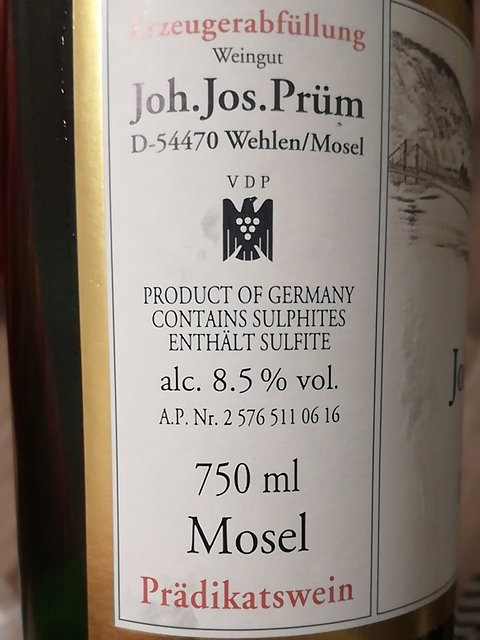 Erzeugerabfüllung
Weingut
Joh.Jos.Prüm
D-54470 Wehlen/Mosel
VDP
PRODUCT OF GERMANY
CONTAINS SULPHITES
ENTHÄLT SULFITE
alc. 8.5 % vol.
A.P. Nr. 2 576 511 06 16
750 ml
Mosel
Prädikatswein